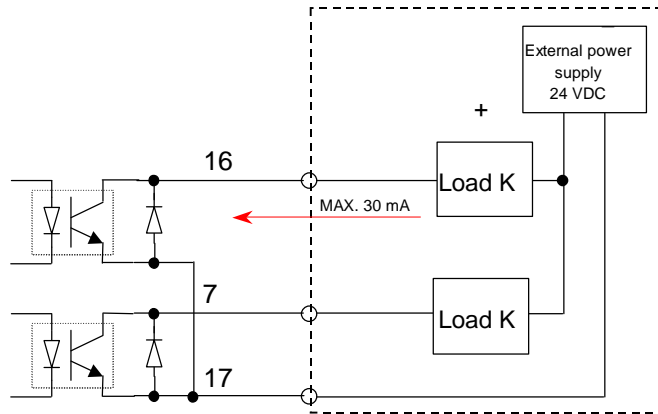 External power
supply
24 VDC
+
16
Load K
MAX. 30 mA
7
Load K
17